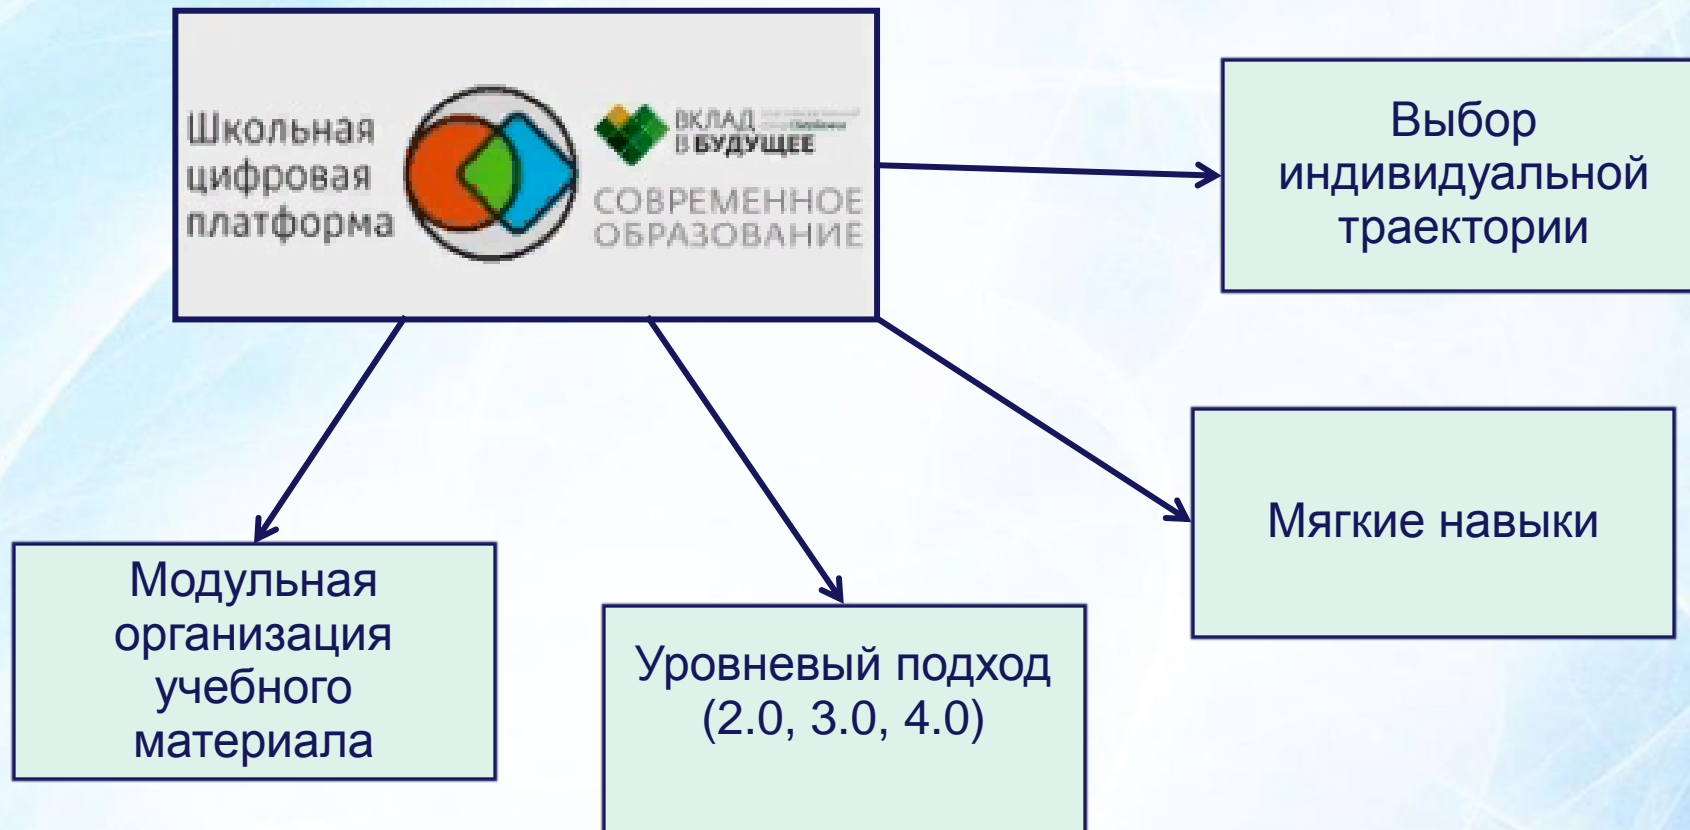 Школьная
цифровая
платформа
ВКЛАД
В БУДУЩЕЕ
СОВРЕМЕННОЕ
ОБРАЗОВАНИЕ
Выбор
индивидуальной
траектории
Мягкие навыки
Модульная
организация
учебного
материала
Уровневый подход
(2.0, 3.0, 4.0)